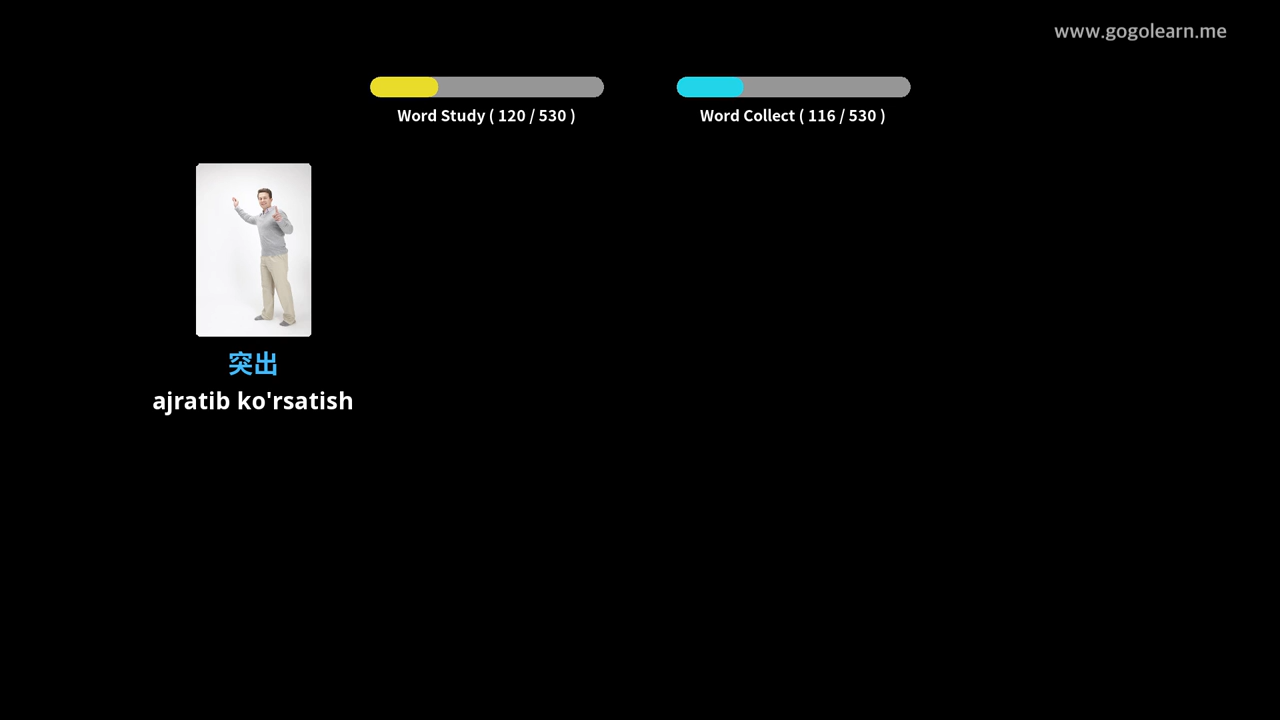 www.gogolearn.me
Word Study ( 120 / 530 )
Word Collect ( 116 / 530 )
突出
ajratib ko'rsatish